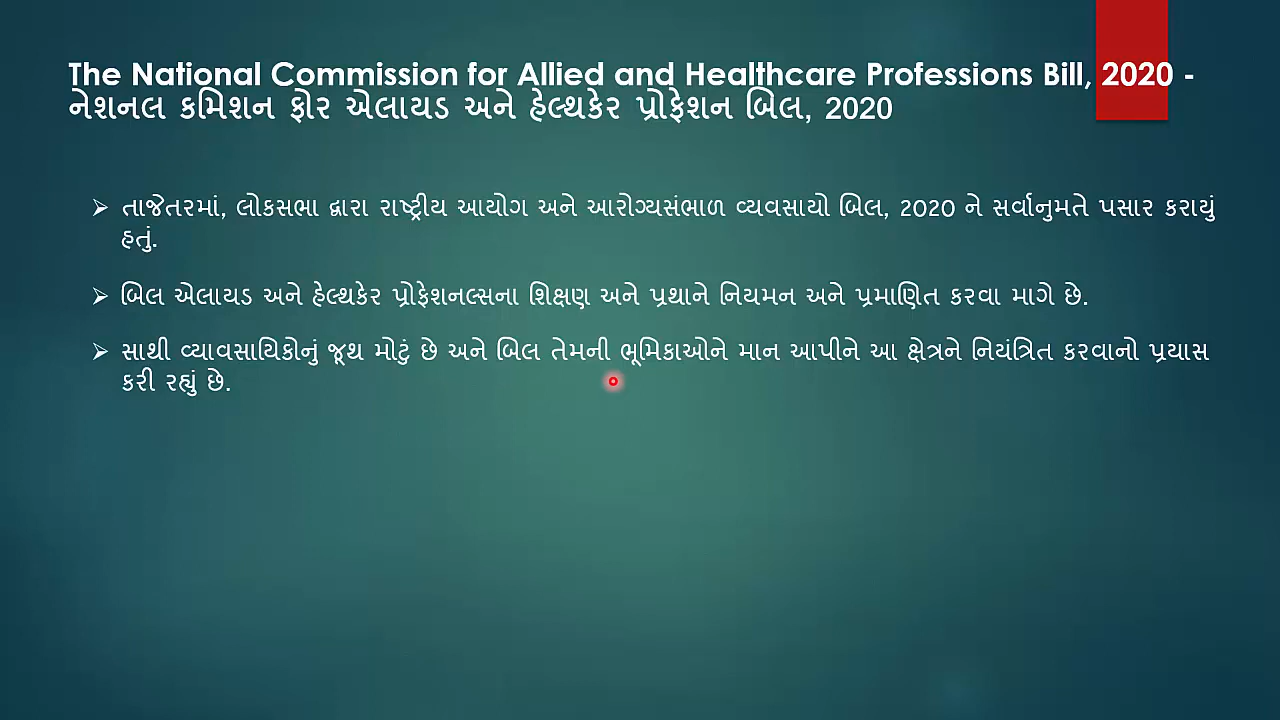 The National Commission for Allied and Healthcare Professions Bill, 2020 -
નેશનલ કમિશન ફોર એલાયડ અને હેલ્થકેર પ્રોફેશન બિલ, 2020
➢ તાજેતરમાં, લોકસભા દ્વારા રાષ્ટ્રીય આયોગ અને આરોગ્યસંભાળ વ્યવસાયો બિલ, 2020 ને સર્વાનુમતે પસાર કરાયું
હતું.
➢ બિલ એલાયડ અને હેલ્થકેર પ્રોફેશનલ્સના શિક્ષણ અને પ્રથાને નિયમન અને પ્રમાણિત કરવા માગે છે.
➢ સાથી વ્યાવસાયિકોનું જૂથ મોટું છે અને બિલ તેમની ભૂમિકાઓને માન આપીને આ ક્ષેત્રને નિયંત્રિત કરવાનો પ્રયાસ
કરી રહ્યું છે.